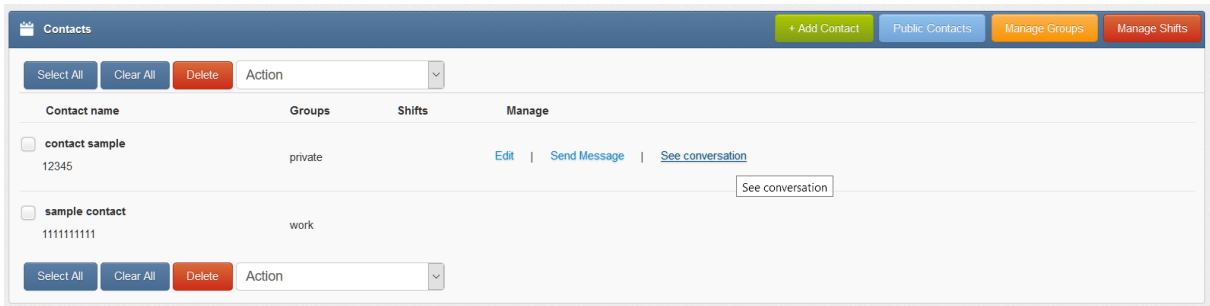 Contacts + Add Contact Public Contacts Manage Groups Manage Shifts
Select All Clear All Delete Action
Contact name Groups Shifts Manage
contact sample
12345 private Edit | Send Message | See conversation
See conversation
sample contact
1111111111 work
Select All Clear All Delete Action